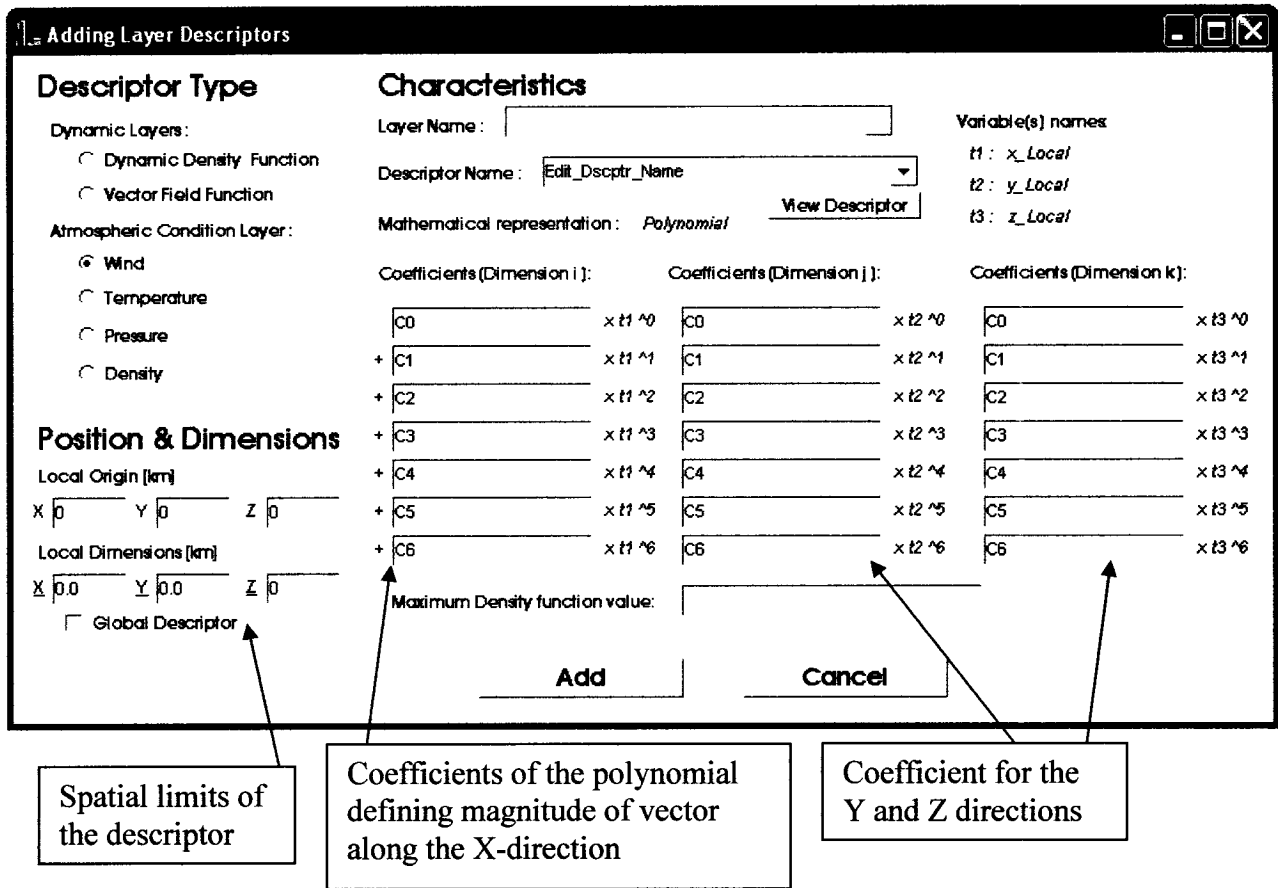 Adding Layer Descriptors
Descriptor Type
Dynamic Layers:
Dynamic Density Function
Vector Field Function
Atmospheric Condition Layer:
Wind
Temperature
Pressure
Density
Position & Dimensions
Local Origin [km]
X 0 Y 0 Z 0
Local Dimensions [km]
X 0.0 Y 0.0 Z 0
Global Descriptor
Characteristics
Layer Name :
Descriptor Name : Edit_Dscptr_Name
View Descriptor
Mathematical representation : Polynomial
Variable(s) names:
t1 : x_Local
t2 : y_Local
t3 : z_Local
Coefficients (Dimension i ): Coefficients (Dimension j ): Coefficients (Dimension k):
C0 x t1 ^0 C0 x t2 ^0 C0 x t3 ^0
+ C1 x t1 ^1 C1 x t2 ^1 C1 x t3 ^1
+ C2 x t1 ^2 C2 x t2 ^2 C2 x t3 ^2
+ C3 x t1 ^3 C3 x t2 ^3 C3 x t3 ^3
+ C4 x t1 ^4 C4 x t2 ^4 C4 x t3 ^4
+ C5 x t1 ^5 C5 x t2 ^5 C5 x t3 ^5
+ C6 x t1 ^6 C6 x t2 ^6 C6 x t3 ^6
Maximum Density function value:
Add Cancel
Spatial limits of
the descriptor
Coefficients of the polynomial
defining magnitude of vector
along the X-direction
Coefficient for the
Y and Z directions